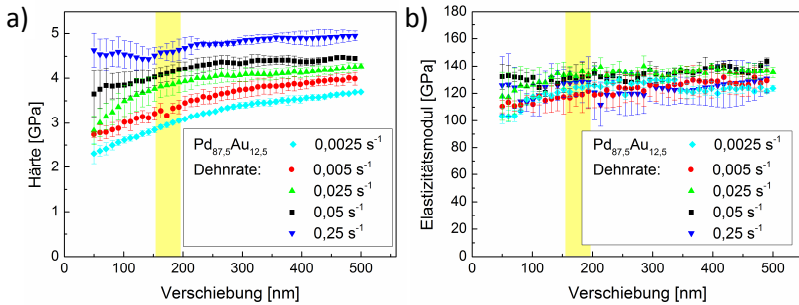 a)
5
4
3
2
1
0
Härte [GPa]
Pd87,5Au12,5
Dehnrate:
0,0025 s-1
0,005 s-1
0,025 s-1
0,05 s-1
0,25 s-1
0 100 200 300 400 500
Verschiebung [nm]
b)
180
160
140
120
100
80
60
40
20
0
Elastizitätsmodul [GPa]
Pd87,5Au12,5
Dehnrate:
0,0025 s-1
0,005 s-1
0,025 s-1
0,05 s-1
0,25 s-1
0 100 200 300 400 500
Verschiebung [nm]